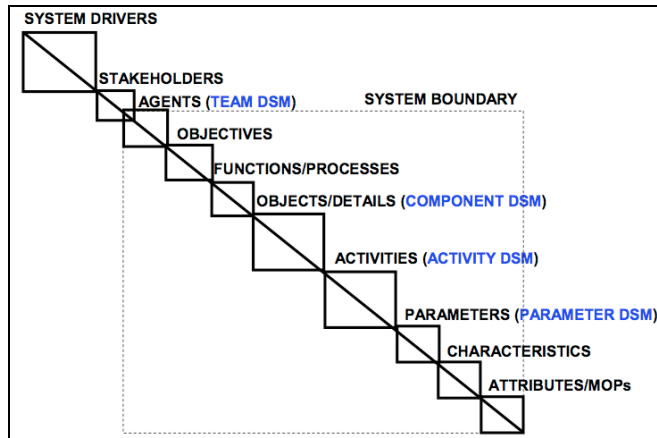 SYSTEM DRIVERS
STAKEHOLDERS
AGENTS (TEAM DSM)
SYSTEM BOUNDARY
OBJECTIVES
FUNCTIONS/PROCESSES
OBJECTS/DETAILS (COMPONENT DSM)
ACTIVITIES (ACTIVITY DSM)
PARAMETERS (PARAMETER DSM)
CHARACTERISTICS
ATTRIBUTES/MOPs